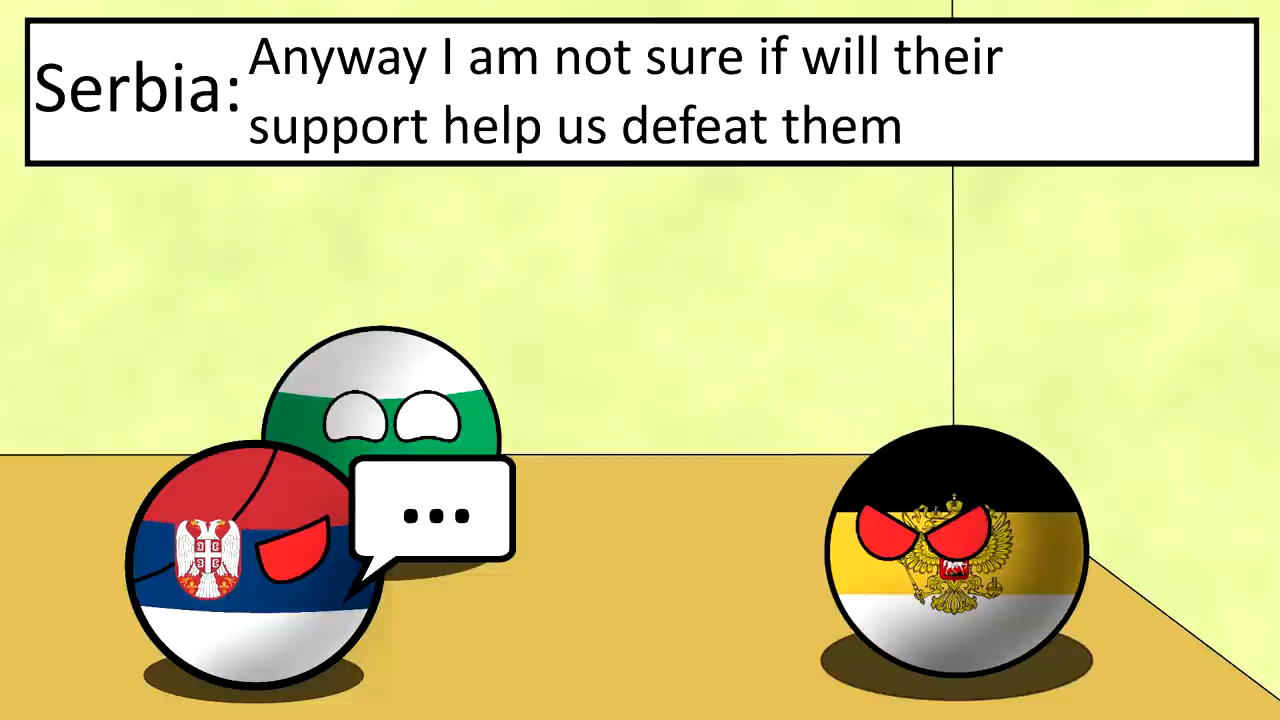 Serbia: Anyway I am not sure if will their
support help us defeat them
...